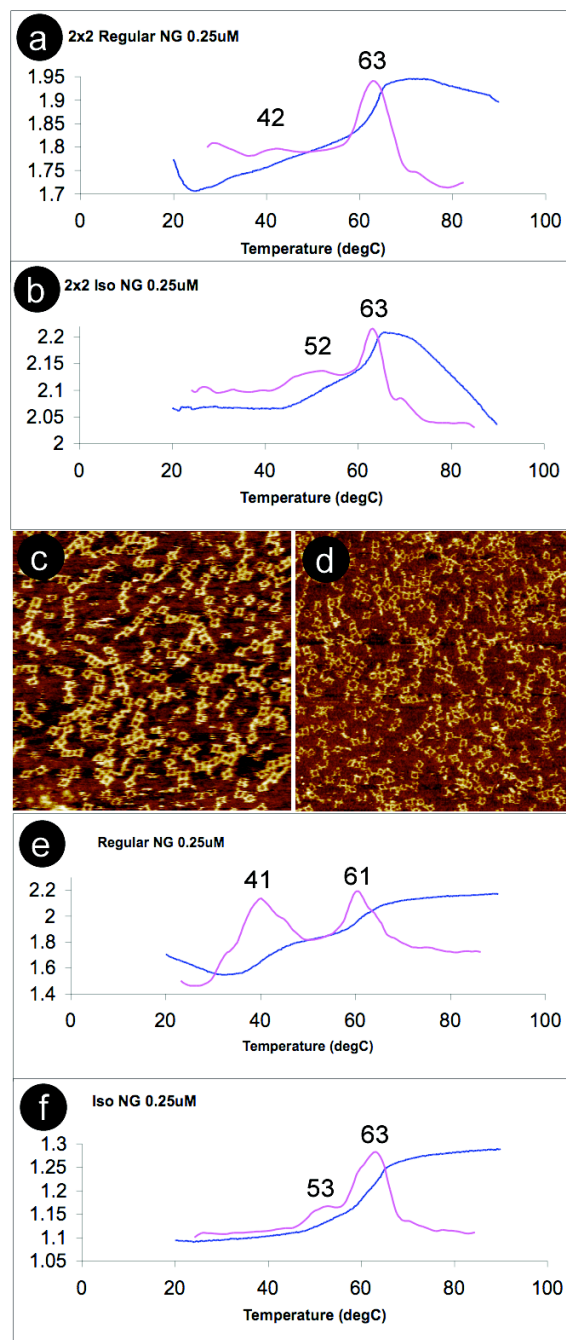 a 2x2 Regular NG 0.25uM
63
42
1.95
1.9
1.85
1.8
1.75
1.7
0 20 40 60 80 100
Temperature (degC)
b 2x2 Iso NG 0.25uM
63
52
2.2
2.15
2.1
2.05
2
0 20 40 60 80 100
Temperature (degC)
c d
e Regular NG 0.25uM
41 61
2.2
2
1.8
1.6
1.4
0 20 40 60 80 100
Temperature (degC)
f Iso NG 0.25uM
63
53
1.3
1.25
1.2
1.15
1.1
1.05
0 20 40 60 80 100
Temperature (degC)